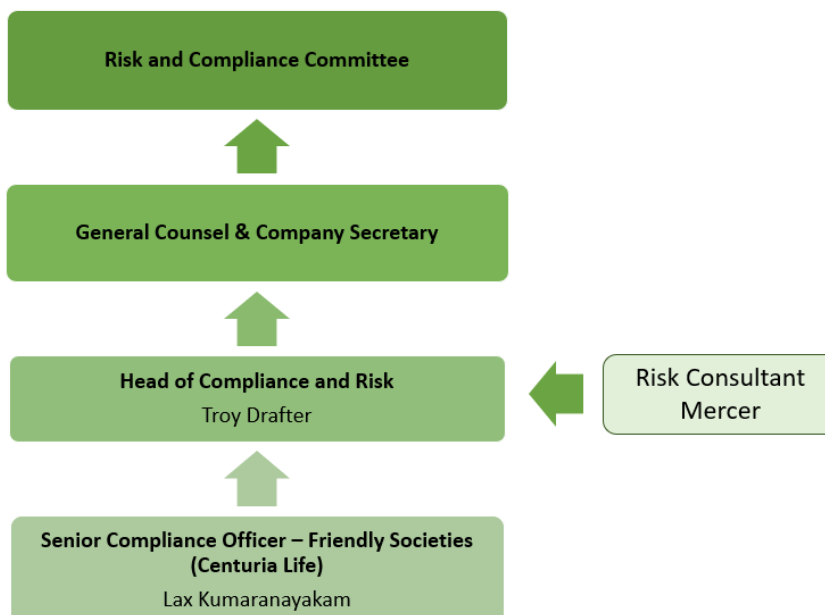 Risk and Compliance Committee
General Counsel & Company Secretary
Head of Compliance and Risk
Troy Drafter
Risk Consultant
Mercer
Senior Compliance Officer – Friendly Societies
(Centuria Life)
Lax Kumaranayakam